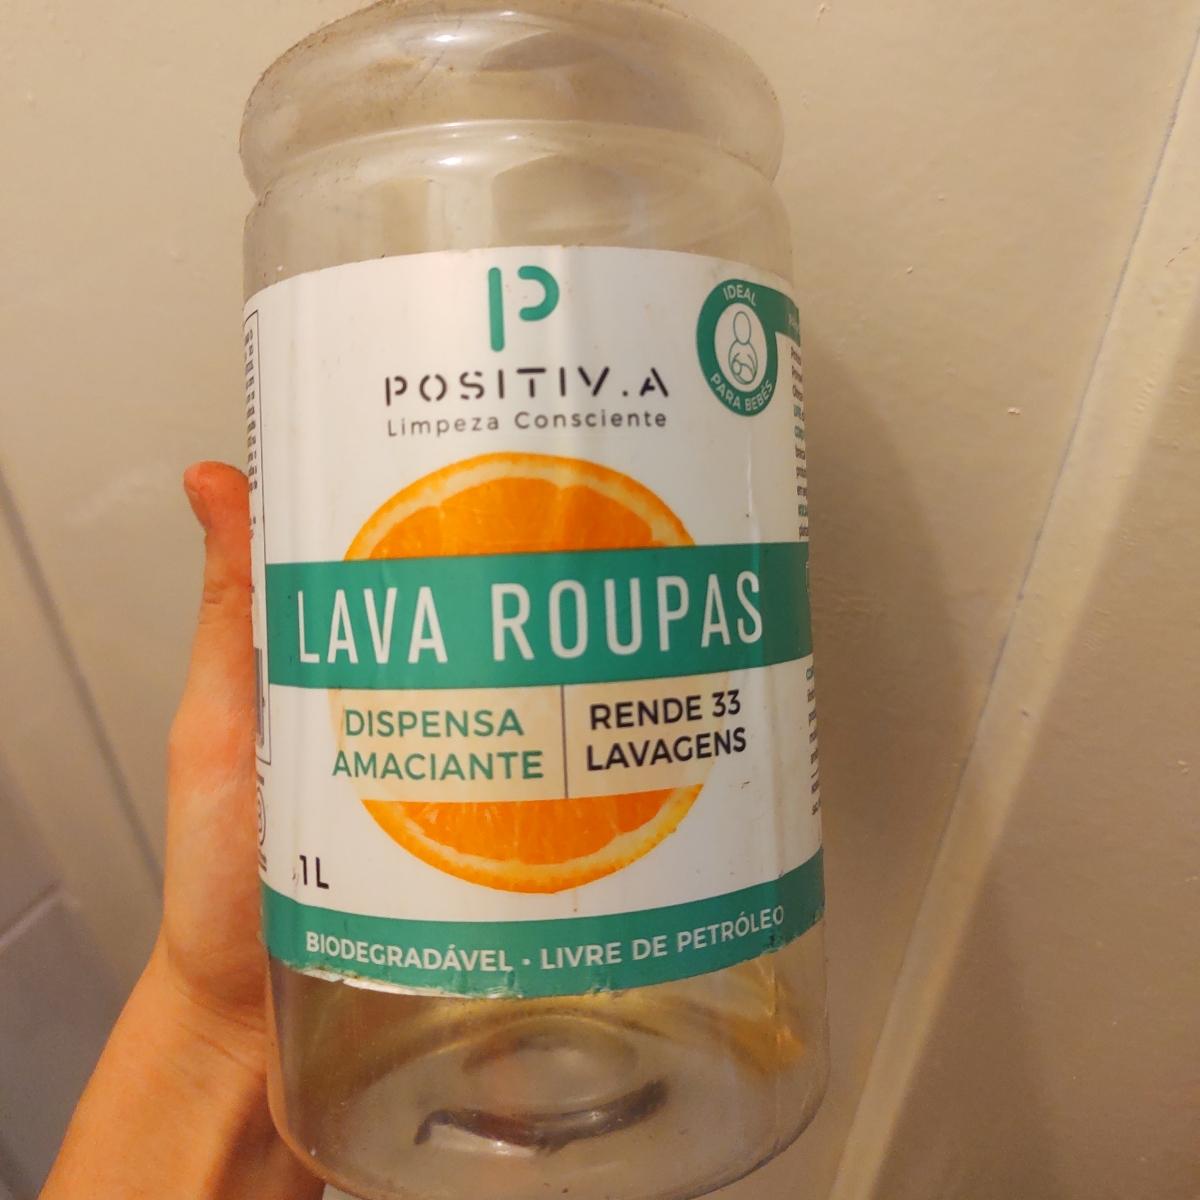 P
POSITIV.A
Limpeza Consciente
IDEAL
PARA BEBÊS
LAVA ROUPAS
DISPENSA
AMACIANTE
RENDE 33
LAVAGENS
1L
BIODEGRADÁVEL • LIVRE DE PETRÓLEO